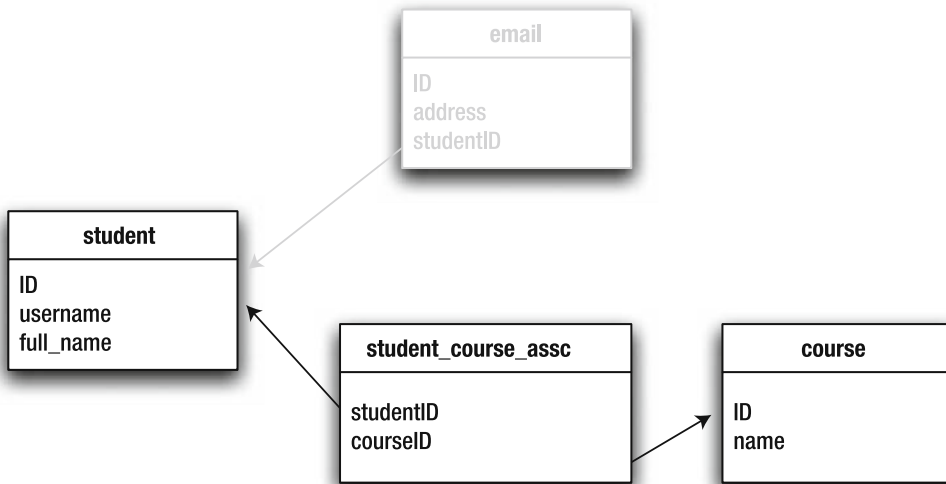 email
ID
address
studentID
student
ID
username
full_name
student_course_assc
studentID
courseID
course
ID
name